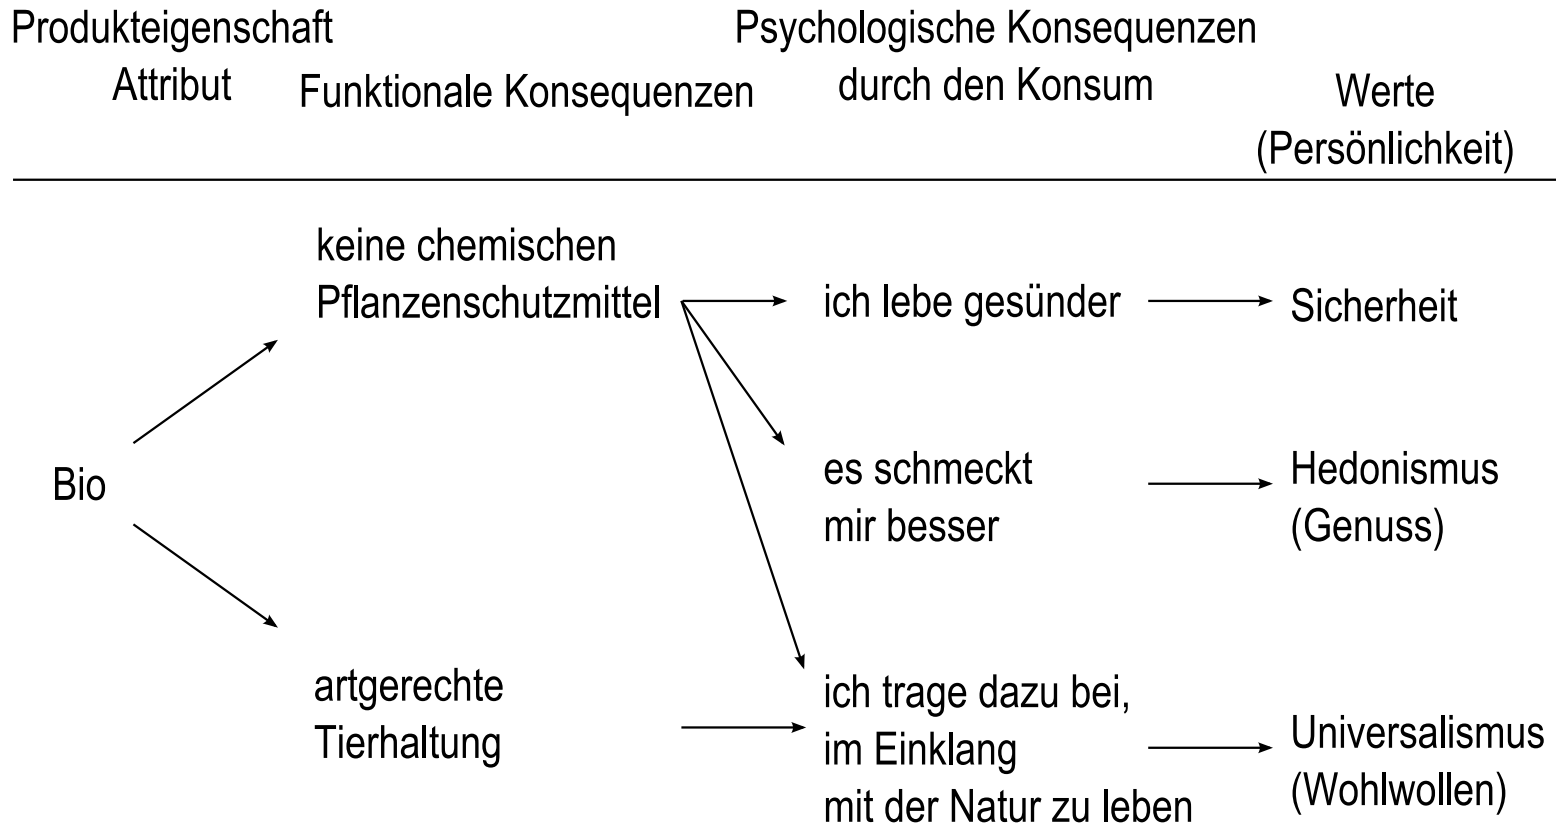 Produkteigenschaft
Attribut
Funktionale Konsequenzen
Psychologische Konsequenzen
durch den Konsum
Werte
(Persönlichkeit)
keine chemischen
Pflanzenschutzmittel
ich lebe gesünder
Sicherheit
Bio
es schmeckt
mir besser
Hedonismus
(Genuss)
artgerechte
Tierhaltung
ich trage dazu bei,
im Einklang
mit der Natur zu leben
Universalismus
(Wohlwollen)